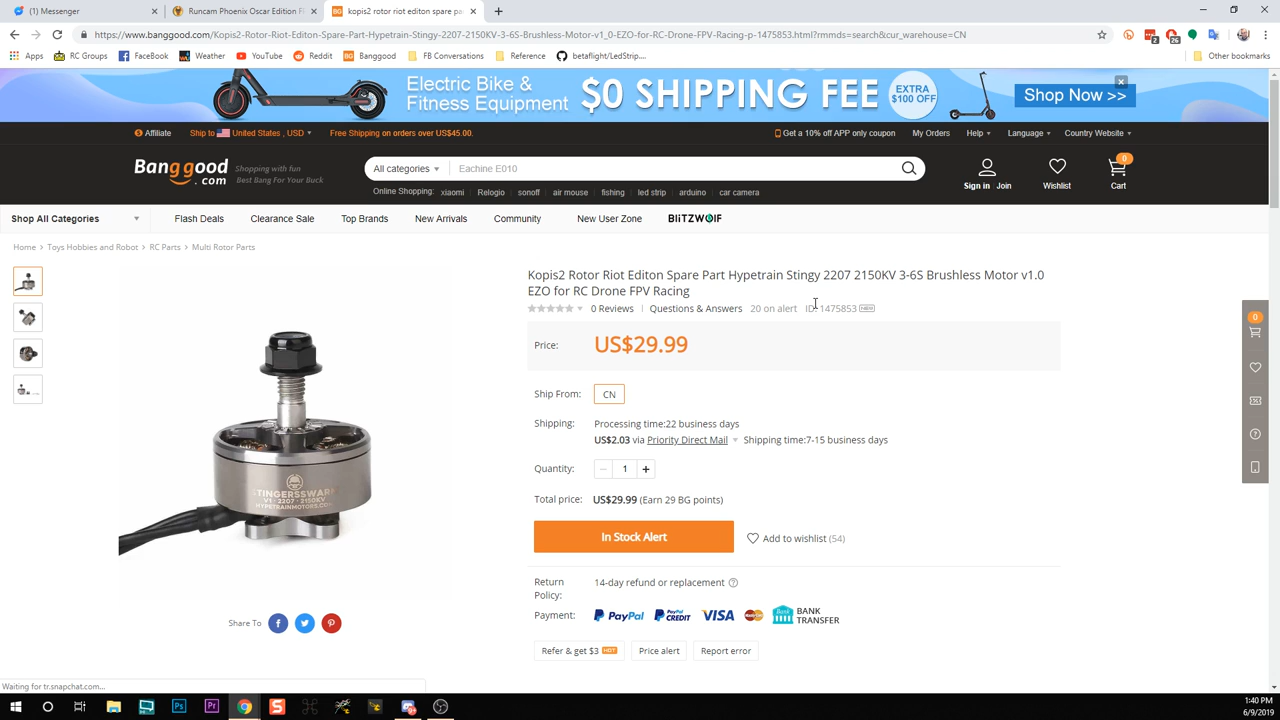 (1) Messenger
Runcam Phoenix Oscar Edition F
kopis2 rotor riot editon spare pa
https://www.banggood.com/Kopis2-Rotor-Riot-Editon-Spare-Part-Hypetrain-Stingy-2207-2150KV-3-6S-Brushless-Motor-v1_0-EZO-for-RC-Drone-FPV-Racing-p-1475853.html?rmmds=search&cur_warehouse=CN
Apps RC Groups FaceBook Weather YouTube Reddit Banggood FB Conversations Reference betaflight/LedStrip.... Other bookmarks
Electric Bike &
Fitness Equipment
$0 SHIPPING FEE
EXTRA
$100 OFF
Shop Now >>
Affiliate Ship to United States , USD Free Shipping on orders over US$45.00. Get a 10% off APP only coupon My Orders Help Language Country Website
Banggood
.com
Shopping with fun
Best Bang For Your Buck
All categories Eachine E010
Online Shopping: xiaomi Relogio sonoff air mouse fishing led strip arduino car camera
Sign in Join
Wishlist
0
Cart
Shop All Categories Flash Deals Clearance Sale Top Brands New Arrivals Community New User Zone BLITZWOLF
Home > Toys Hobbies and Robot > RC Parts > Multi Rotor Parts
Kopis2 Rotor Riot Editon Spare Part Hypetrain Stingy 2207 2150KV 3-6S Brushless Motor v1.0
EZO for RC Drone FPV Racing
0 Reviews Questions & Answers 20 on alert ID: 1475853
Price: US$29.99
Ship From: CN
Shipping: Processing time:22 business days
US$2.03 via Priority Direct Mail Shipping time:7-15 business days
Quantity: 1
Total price: US$29.99 (Earn 29 BG points)
In Stock Alert
Add to wishlist (54)
Return
Policy:
14-day refund or replacement
Payment: PayPal PayPal CREDIT VISA BANK
TRANSFER
Refer & get $3 HOT Price alert Report error
TINGERSSWAR
V1 - 2207 - 2150KV
HYPETRAINMOTORS.COM
Share To
0
Waiting for tr.snapchat.com...
1:40 PM
6/9/2019